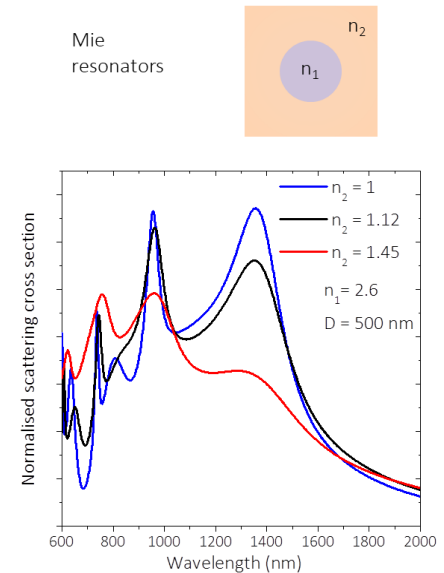 Mie
resonators
n2
n1
n2 = 1
n2 = 1.12
n2 = 1.45
n1= 2.6
D = 500 nm
Normalised scattering cross section
600 800 1000 1200 1400 1600 1800 2000
Wavelength (nm)